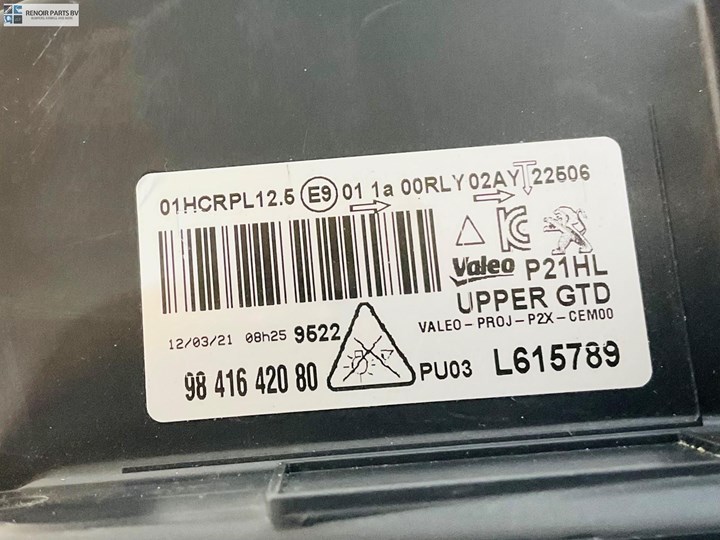 RENOIR PARTS BV
01HCRPL12.5 E9 01 1a 00RLY 02AY 22506
Valeo P21HL
UPPER GTD
12/03/21 08h25 9522 VALEO-PROJ-P2X-CEM00
98 416 420 80 PU03 L615789